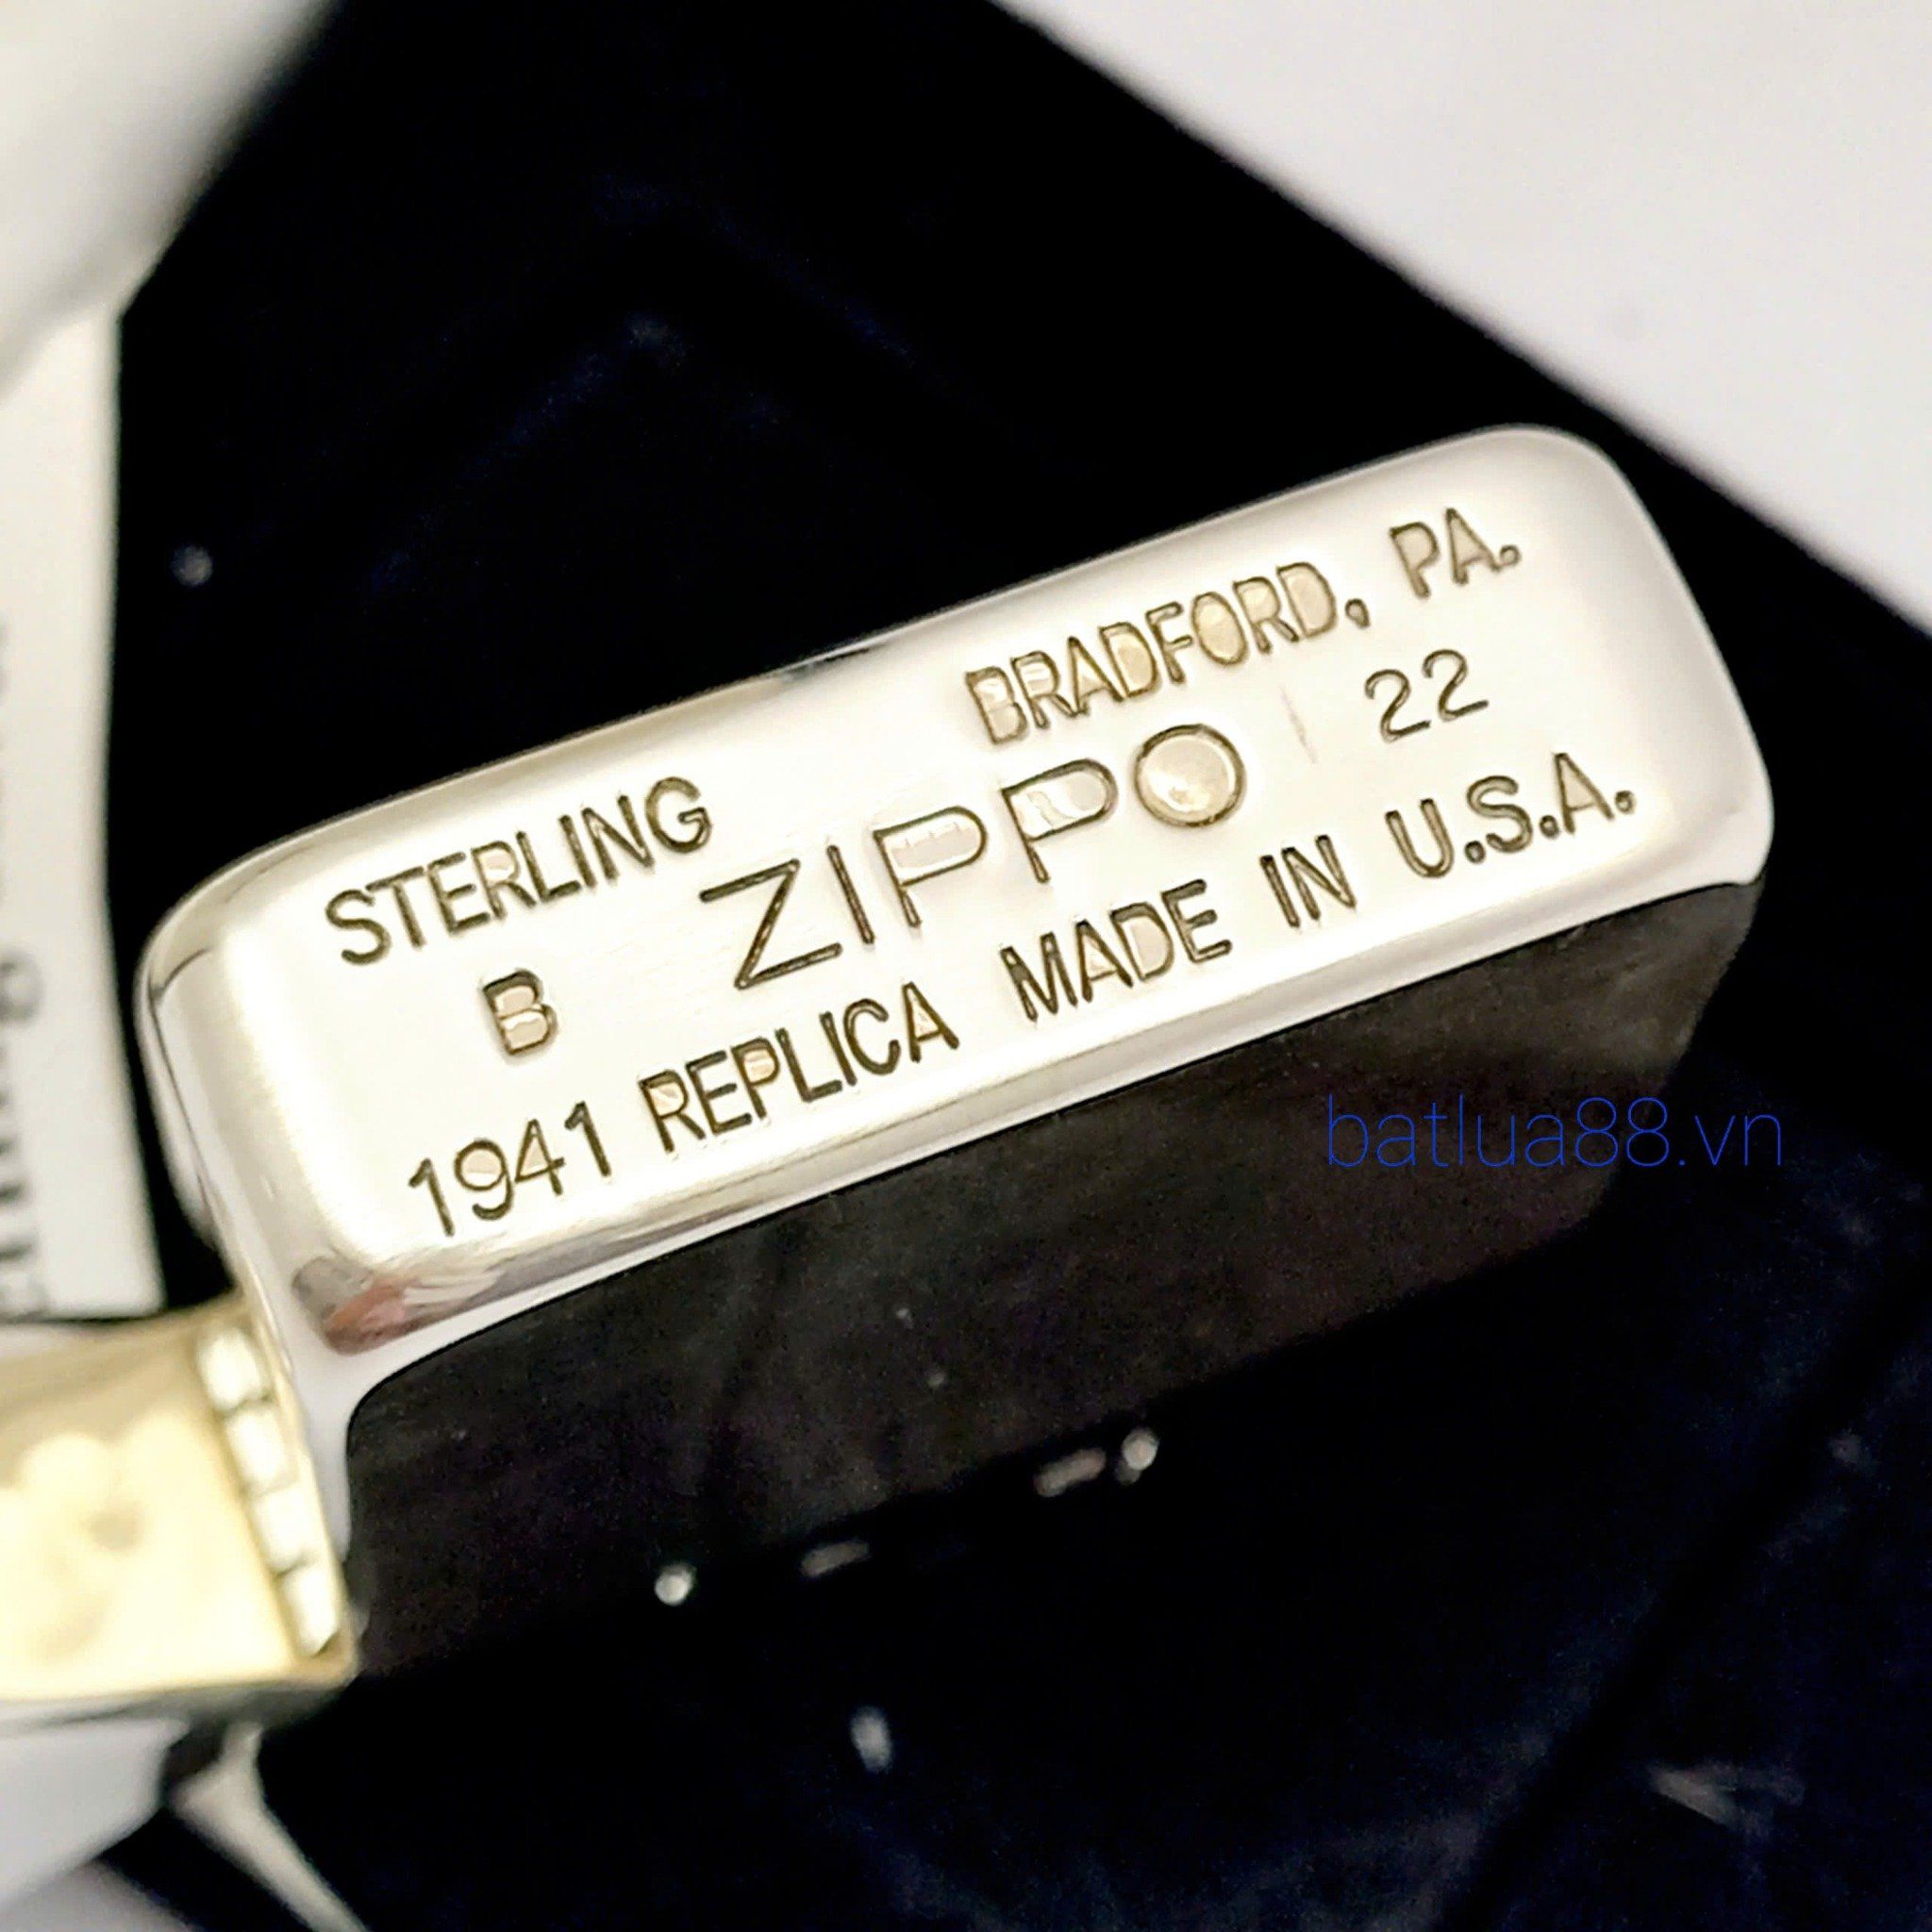 STERLING BRADFORD, PA.
B ZIPPO 22
1941 REPLICA MADE IN U.S.A.
batlua88.vn